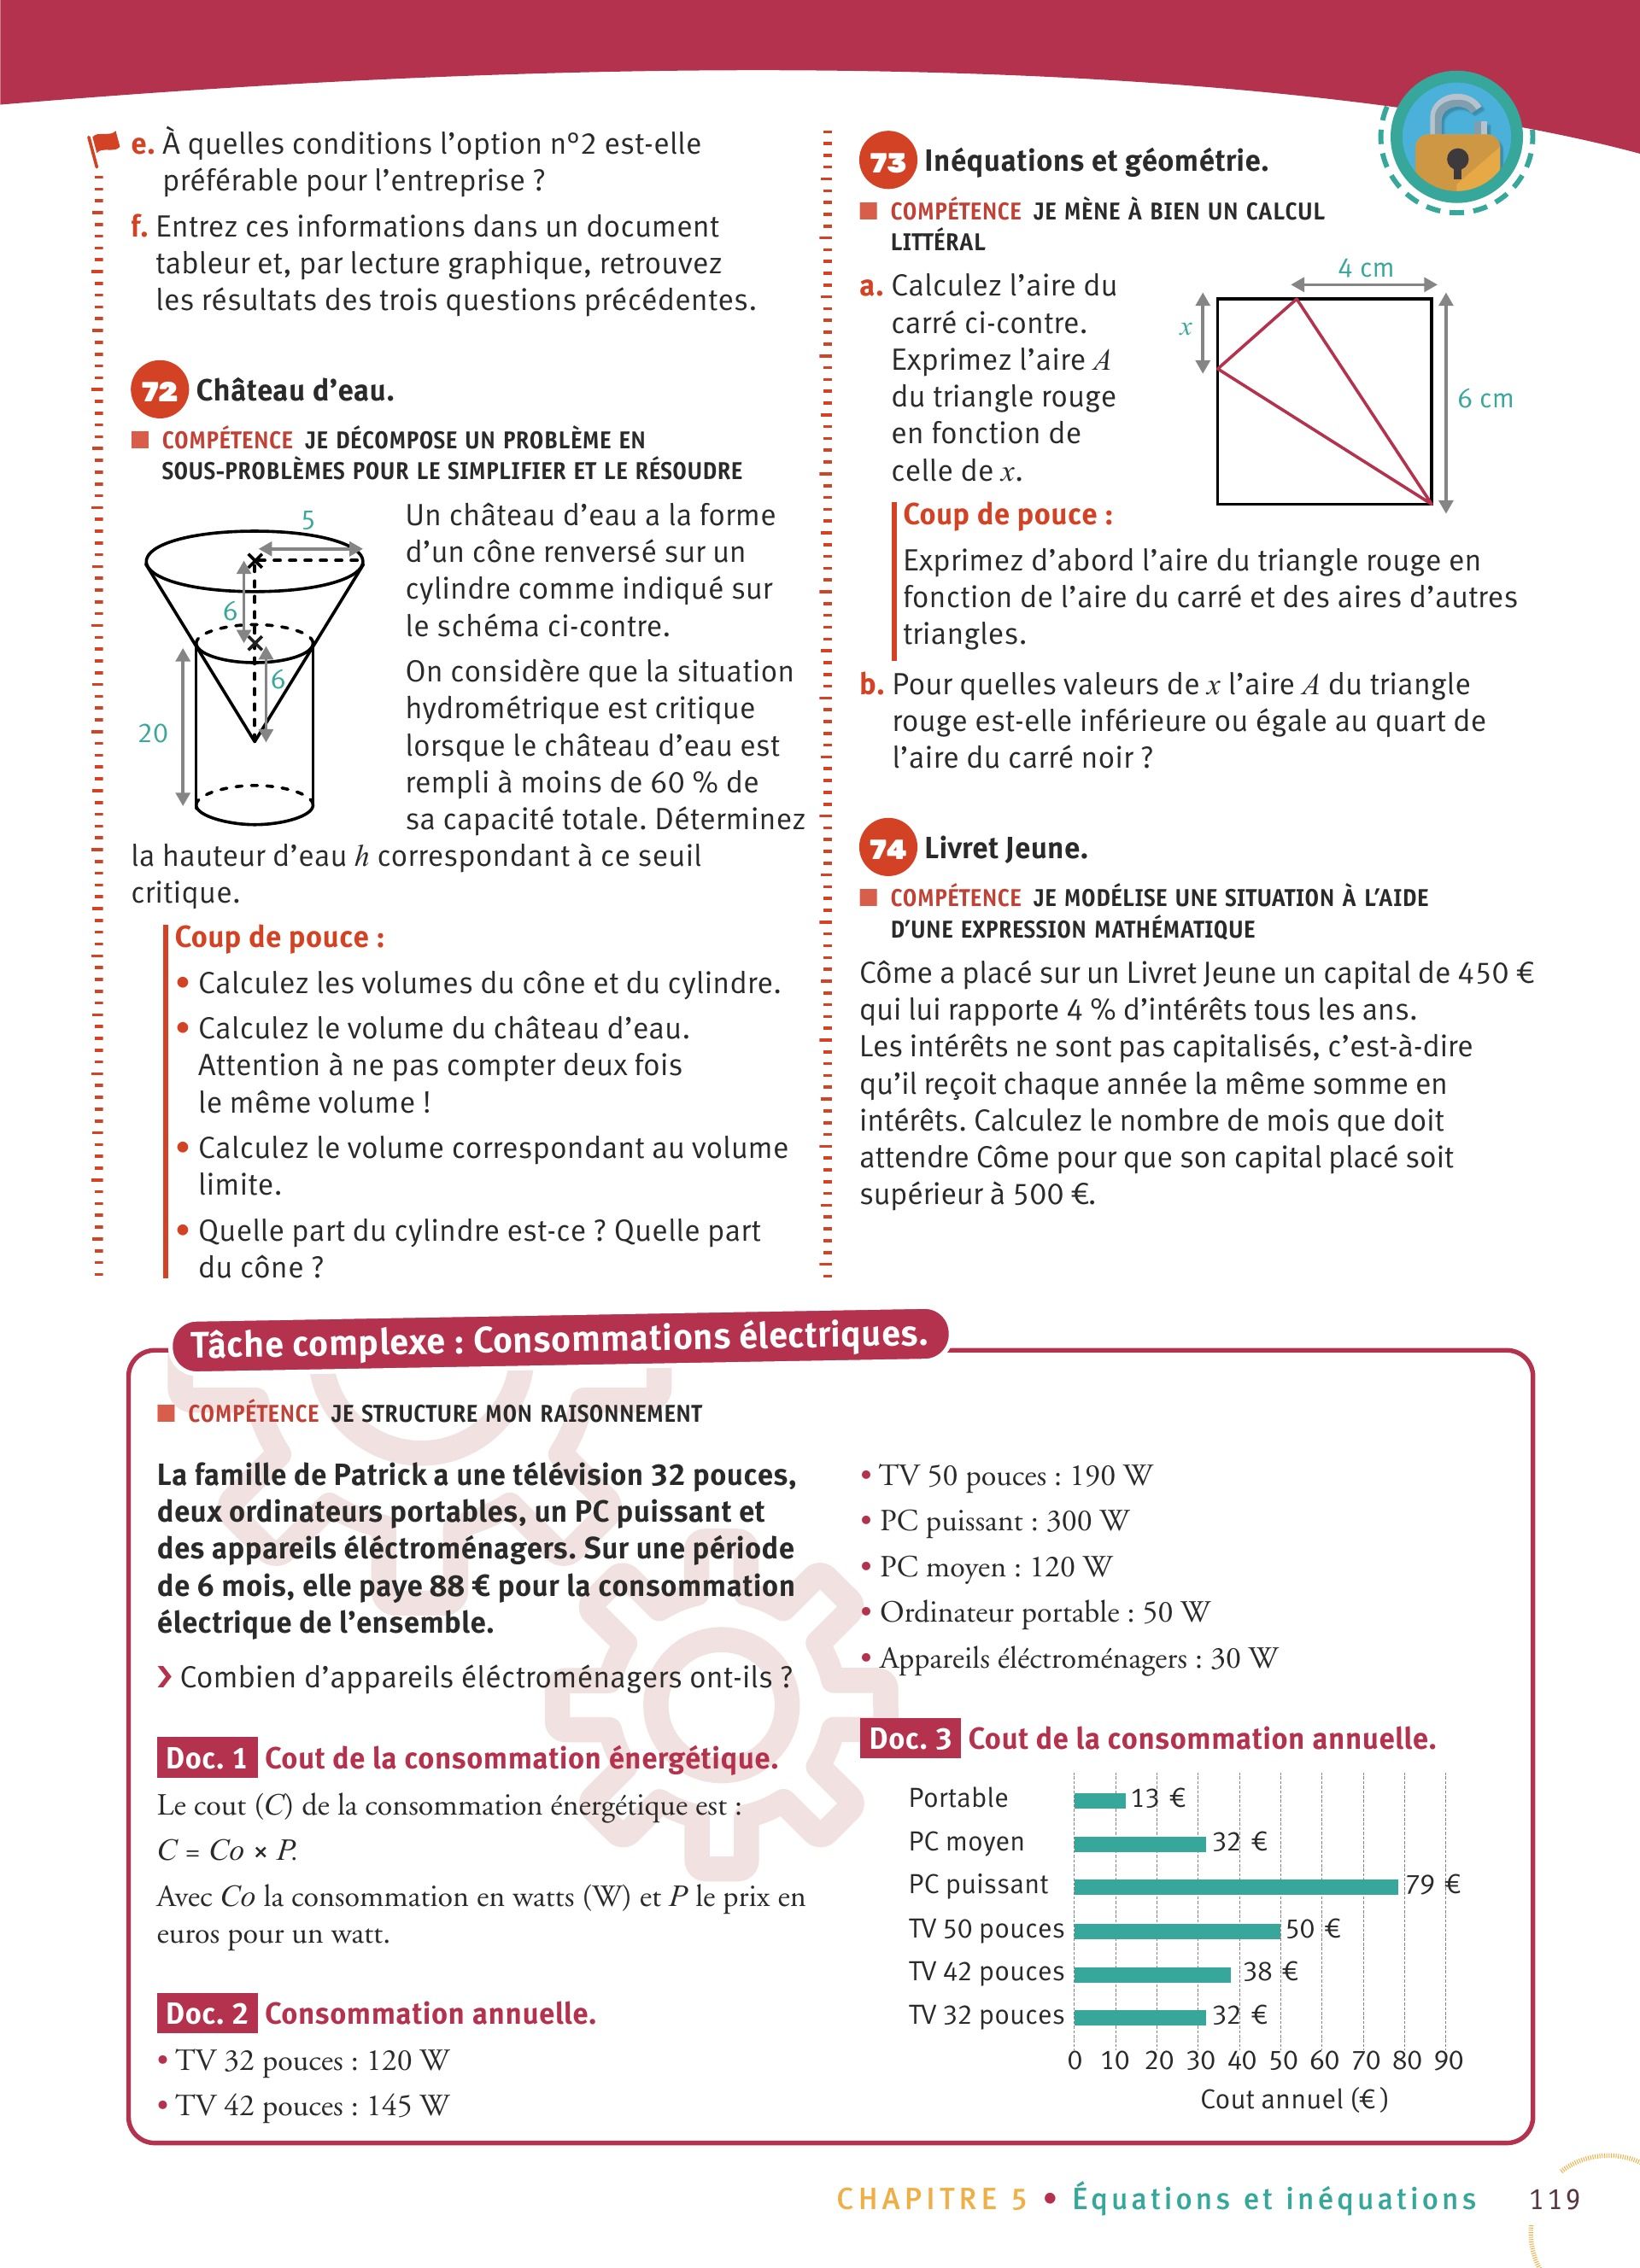 e. À quelles conditions l’option nº2 est-elle
préférable pour l’entreprise ?
f. Entrez ces informations dans un document
tableur et, par lecture graphique, retrouvez
les résultats des trois questions précédentes.
72 Château d’eau.
COMPÉTENCE JE DÉCOMPOSE UN PROBLÈME EN
SOUS-PROBLÈMES POUR LE SIMPLIFIER ET LE RÉSOUDRE
5
6
6
20
Un château d’eau a la forme
d’un cône renversé sur un
cylindre comme indiqué sur
le schéma ci-contre.
On considère que la situation
hydrométrique est critique
lorsque le château d’eau est
rempli à moins de 60 % de
sa capacité totale. Déterminez
la hauteur d’eau h correspondant à ce seuil
critique.
Coup de pouce :
• Calculez les volumes du cône et du cylindre.
• Calculez le volume du château d’eau.
Attention à ne pas compter deux fois
le même volume !
• Calculez le volume correspondant au volume
limite.
• Quelle part du cylindre est-ce ? Quelle part
du cône ?
73 Inéquations et géométrie.
COMPÉTENCE JE MÈNE À BIEN UN CALCUL
LITTÉRAL
a. Calculez l’aire du
carré ci-contre.
Exprimez l’aire A
du triangle rouge
en fonction de
celle de x.
4 cm
x
6 cm
Coup de pouce :
Exprimez d’abord l’aire du triangle rouge en
fonction de l’aire du carré et des aires d’autres
triangles.
b. Pour quelles valeurs de x l’aire A du triangle
rouge est-elle inférieure ou égale au quart de
l’aire du carré noir ?
74 Livret Jeune.
COMPÉTENCE JE MODÉLISE UNE SITUATION À L’AIDE
D’UNE EXPRESSION MATHÉMATIQUE
Côme a placé sur un Livret Jeune un capital de 450 €
qui lui rapporte 4 % d’intérêts tous les ans.
Les intérêts ne sont pas capitalisés, c’est-à-dire
qu’il reçoit chaque année la même somme en
intérêts. Calculez le nombre de mois que doit
attendre Côme pour que son capital placé soit
supérieur à 500 €.
Tâche complexe : Consommations électriques.
COMPÉTENCE JE STRUCTURE MON RAISONNEMENT
La famille de Patrick a une télévision 32 pouces,
deux ordinateurs portables, un PC puissant et
des appareils éléctroménagers. Sur une période
de 6 mois, elle paye 88 € pour la consommation
électrique de l’ensemble.
› Combien d’appareils éléctroménagers ont-ils ?
Doc. 1 Cout de la consommation énergétique.
Le cout (C) de la consommation énergétique est :
C = Co × P.
Avec Co la consommation en watts (W) et P le prix en
euros pour un watt.
Doc. 2 Consommation annuelle.
• TV 32 pouces : 120 W
• TV 42 pouces : 145 W
• TV 50 pouces : 190 W
• PC puissant : 300 W
• PC moyen : 120 W
• Ordinateur portable : 50 W
• Appareils éléctroménagers : 30 W
Doc. 3 Cout de la consommation annuelle.
Portable 13 €
PC moyen 32 €
PC puissant 79 €
TV 50 pouces 50 €
TV 42 pouces 38 €
TV 32 pouces 32 €
0 10 20 30 40 50 60 70 80 90
Cout annuel (€)
CHAPITRE 5 • Équations et inéquations 119